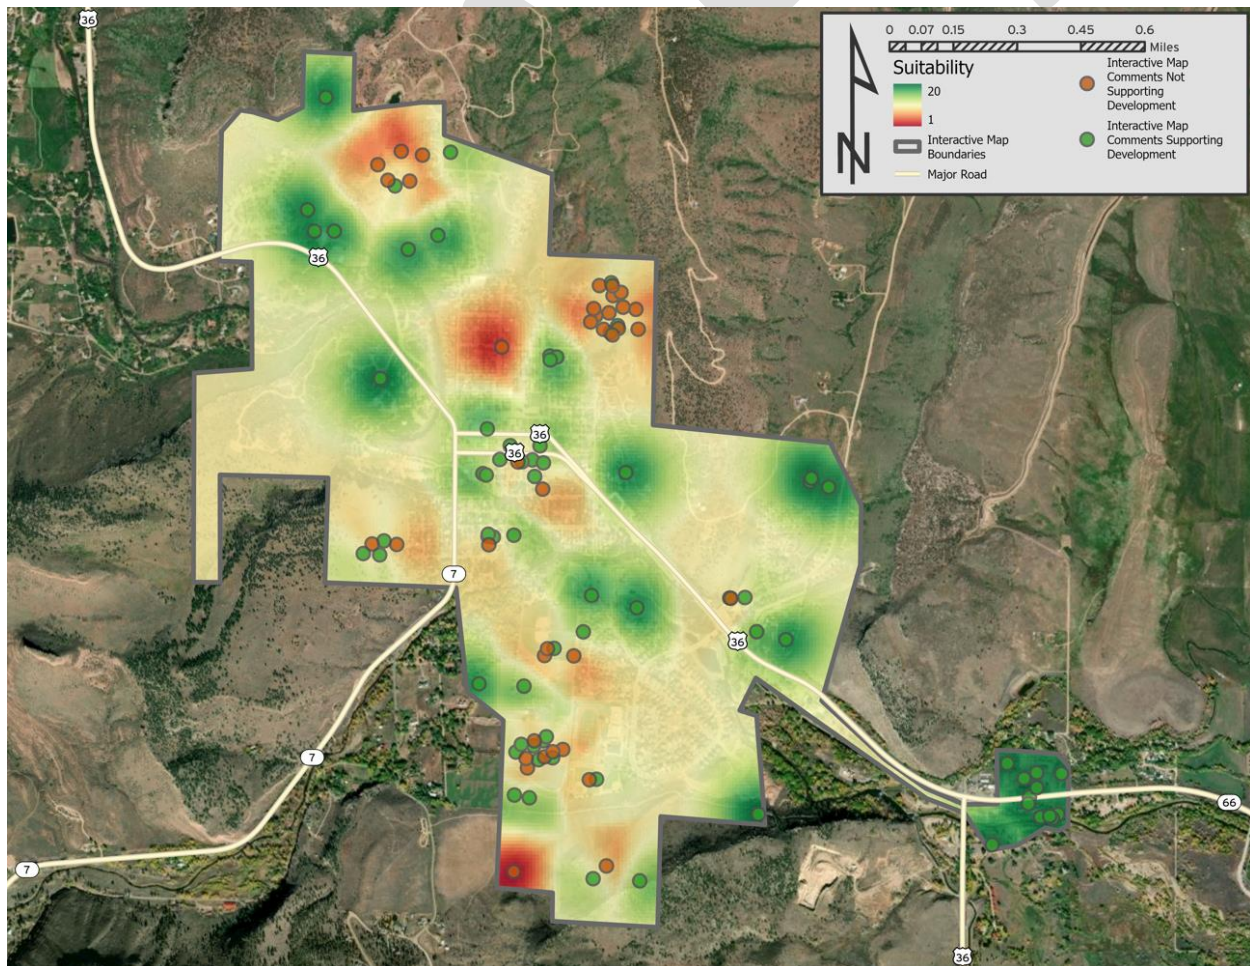 36
0 0.07 0.15 0.3 0.45 0.6
Miles
Suitability
20
1
Interactive Map
Boundaries
Major Road
Interactive Map
Comments Not
Supporting
Development
Interactive Map
Comments Supporting
Development
N
36
36
36
7
36
7
66
7
36